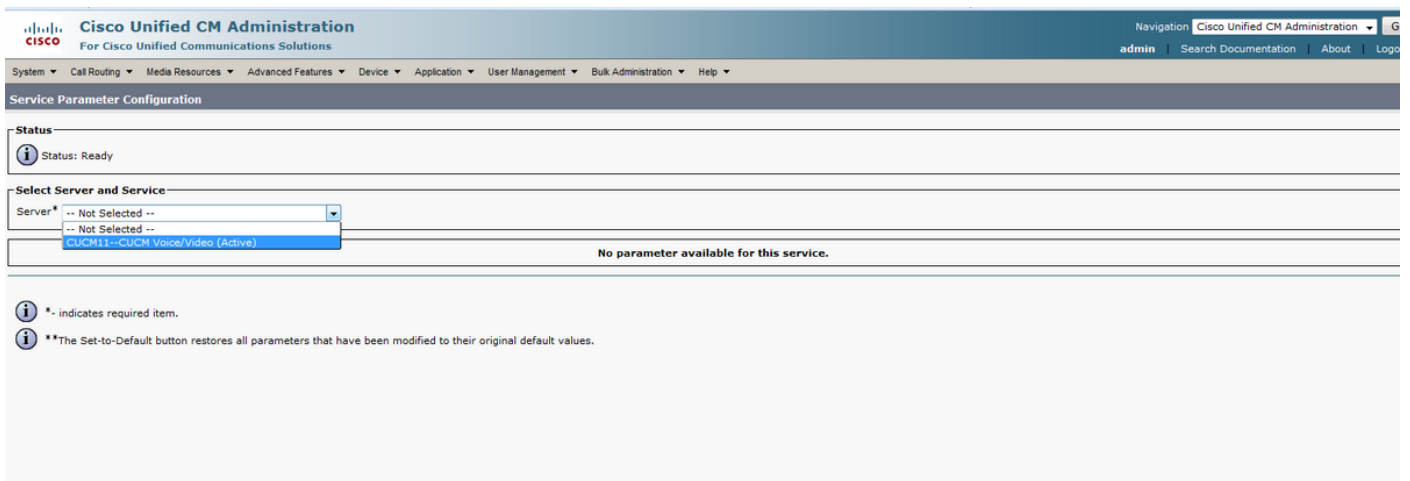 CISCO
Cisco Unified CM Administration
For Cisco Unified Communications Solutions
Navigation Cisco Unified CM Administration G
admin | Search Documentation | About | Logo
System Call Routing Media Resources Advanced Features Device Application User Management Bulk Administration Help
Service Parameter Configuration
Status
i Status: Ready
Select Server and Service
Server* -- Not Selected --
-- Not Selected --
CUCM11--CUCM Voice/Video (Active)
No parameter available for this service.
i *- indicates required item.
i **The Set-to-Default button restores all parameters that have been modified to their original default values.